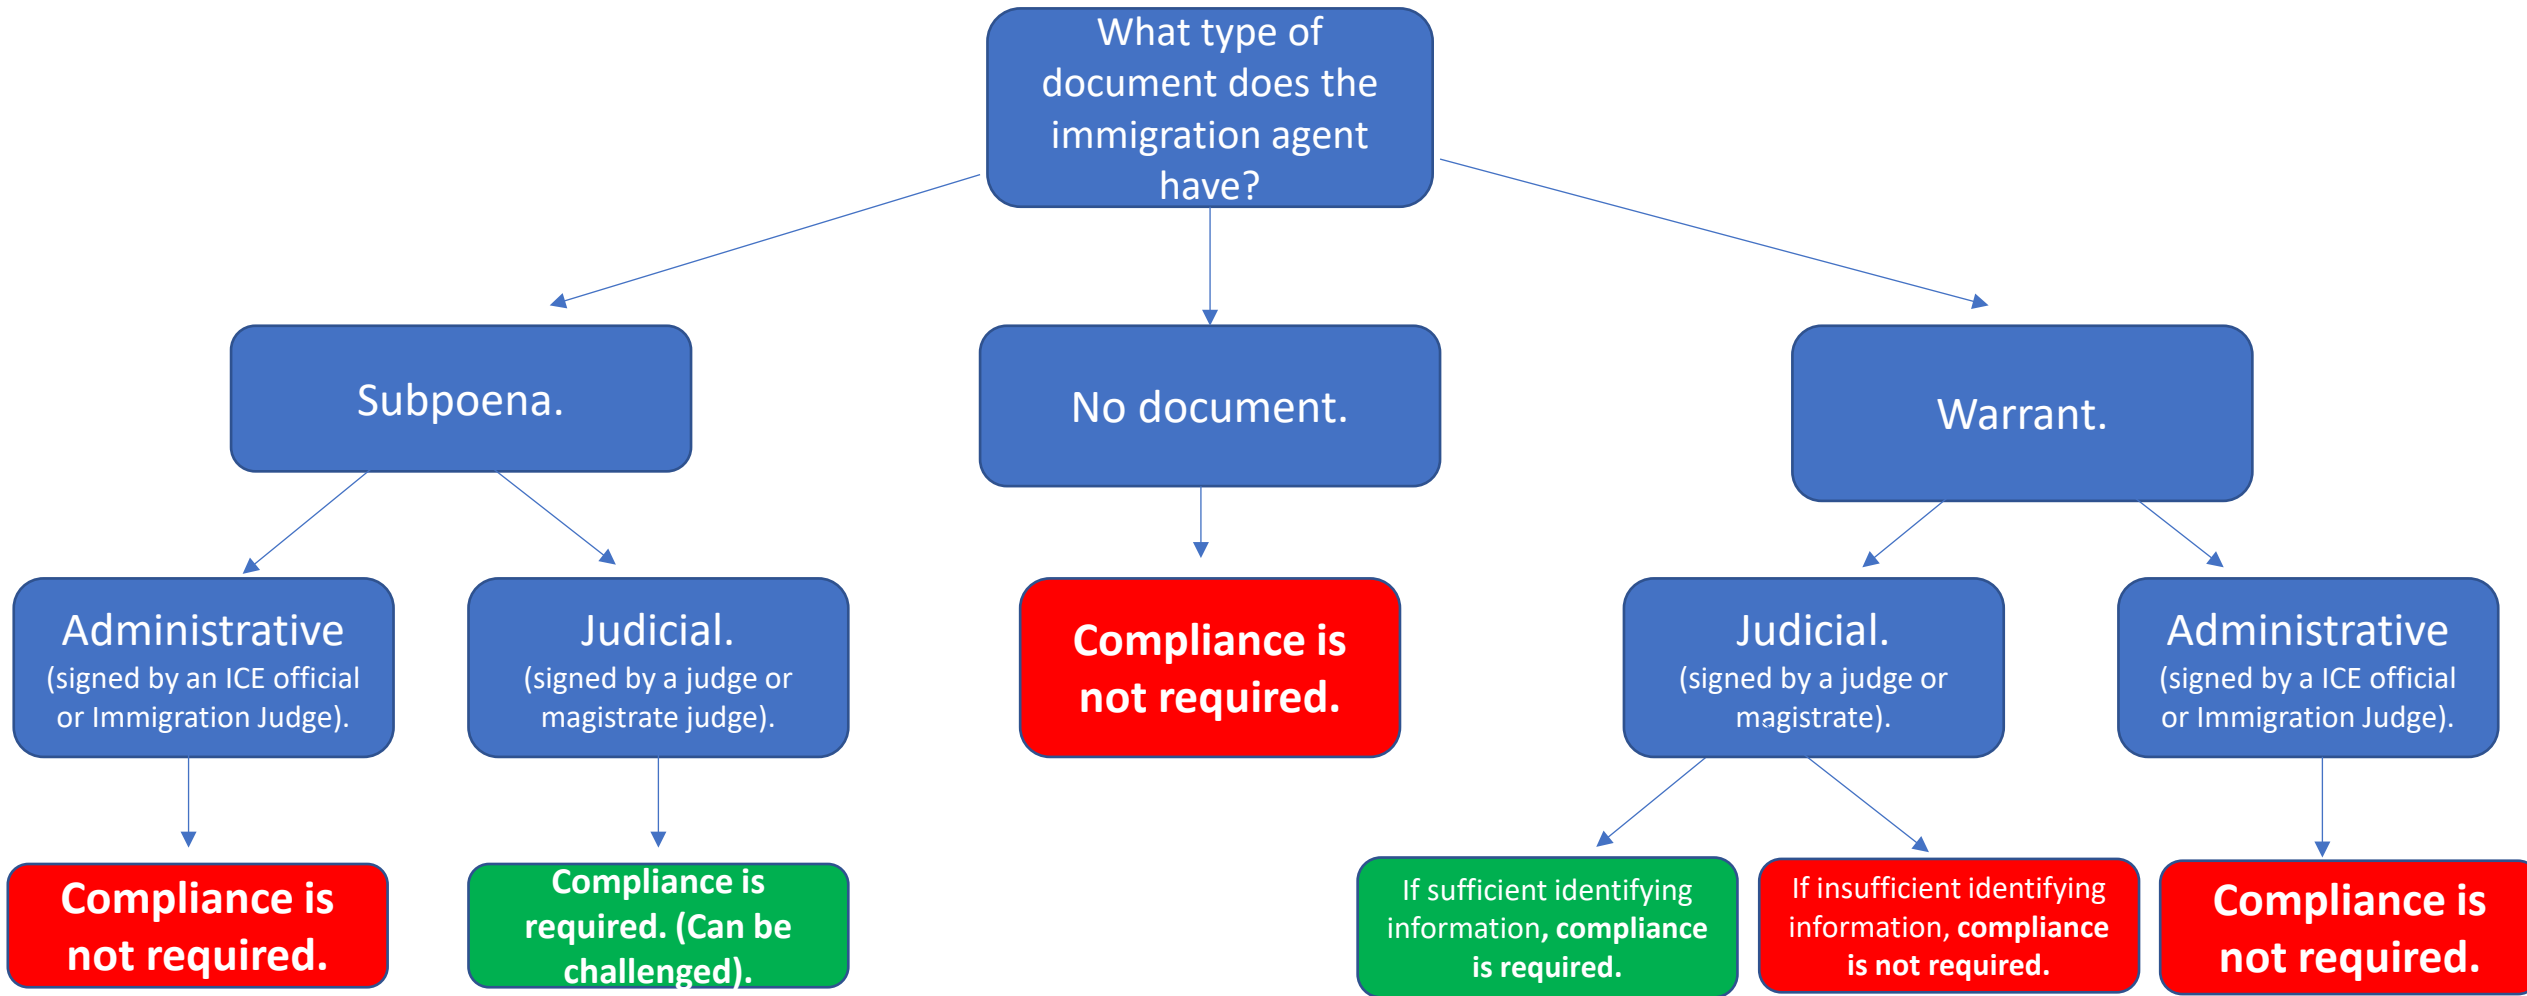 What type of
document does the
immigration agent
have?
Subpoena.
No document.
Warrant.
Administrative
(signed by an ICE official
or Immigration Judge).
Judicial.
(signed by a judge or
magistrate judge).
Compliance is
not required.
Judicial.
(signed by a judge or
magistrate).
Administrative
(signed by a ICE official
or Immigration Judge).
Compliance is
not required.
Compliance is
required. (Can be
challenged).
If sufficient identifying
information, compliance
is required.
If insufficient identifying
information, compliance
is not required.
Compliance is
not required.